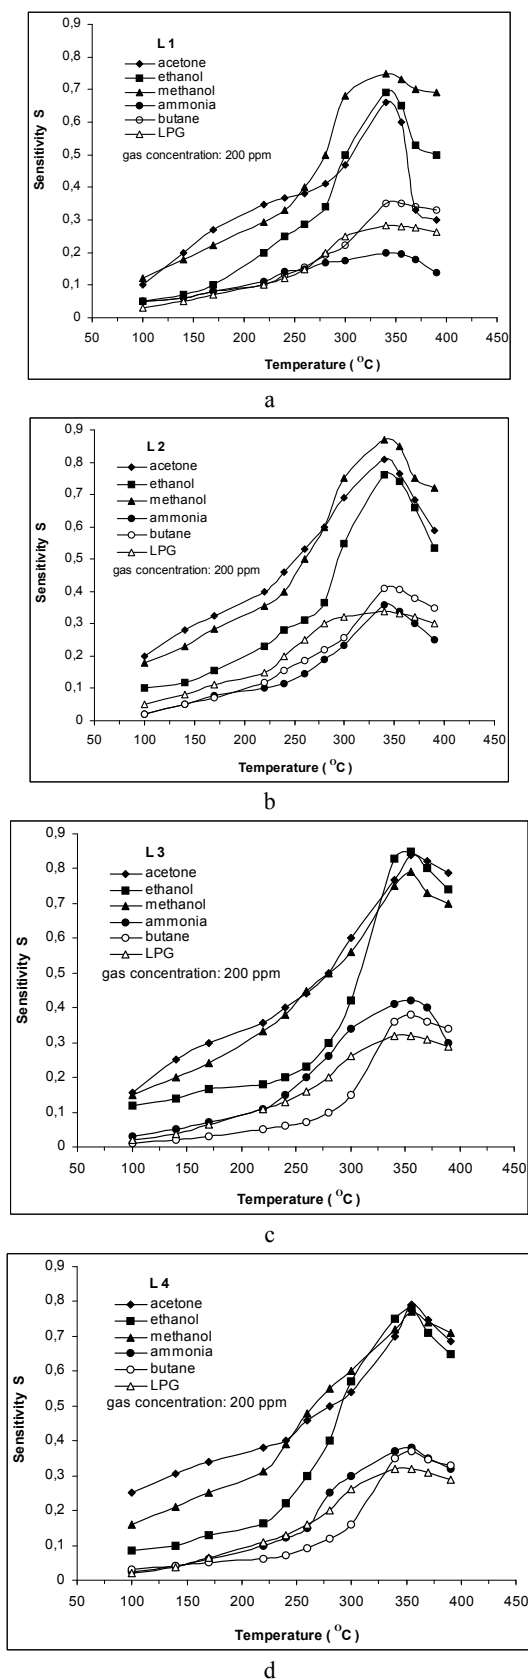 L 1
acetone
ethanol
methanol
ammonia
butane
LPG
gas concentration: 200 ppm
Sensitivity S
0,9
0,8
0,7
0,6
0,5
0,4
0,3
0,2
0,1
0
50 100 150 200 250 300 350 400 450
Temperature ( °C)
a
L 2
acetone
ethanol
methanol
ammonia
butane
LPG
gas concentration: 200 ppm
Sensitivity S
0,9
0,8
0,7
0,6
0,5
0,4
0,3
0,2
0,1
0
50 100 150 200 250 300 350 400 450
Temperature ( °C)
b
L 3
acetone
ethanol
methanol
ammonia
butane
LPG
gas concentration: 200 ppm
Sensitivity S
0,9
0,8
0,7
0,6
0,5
0,4
0,3
0,2
0,1
0
50 100 150 200 250 300 350 400 450
Temperature ( °C)
c
L 4
acetone
ethanol
methanol
ammonia
butane
LPG
gas concentration: 200 ppm
Sensitivity S
0,9
0,8
0,7
0,6
0,5
0,4
0,3
0,2
0,1
0
50 100 150 200 250 300 350 400 450
Temperature ( °C)
d